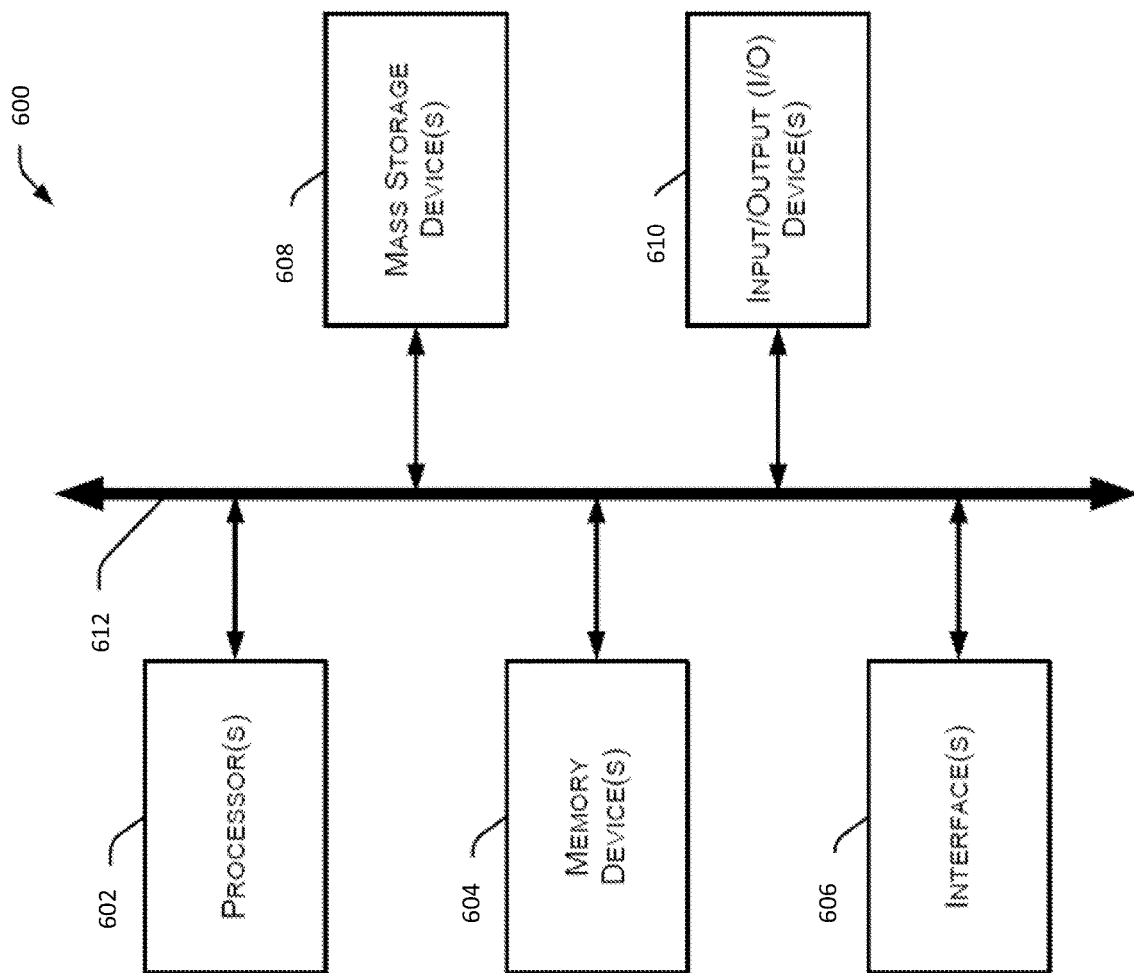 600
602
PROCESSOR(S)
604
MEMORY
DEVICE(S)
606
INTERFACE(S)
612
608
MASS STORAGE
DEVICE(S)
610
INPUT/OUTPUT (I/O)
DEVICE(S)